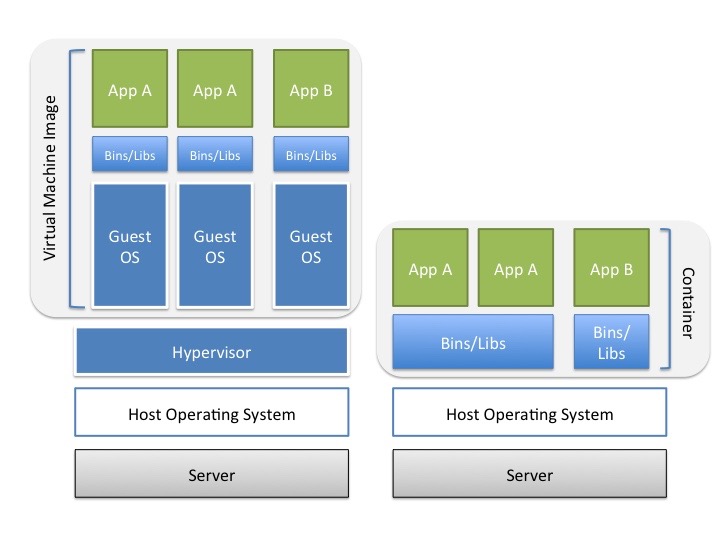 Virtual Machine Image
App A
App A
App B
Bins/Libs
Bins/Libs
Bins/Libs
Guest
OS
Guest
OS
Guest
OS
Hypervisor
Host Operating System
Server
App A
App A
App B
Bins/Libs
Bins/
Libs
Container
Host Operating System
Server